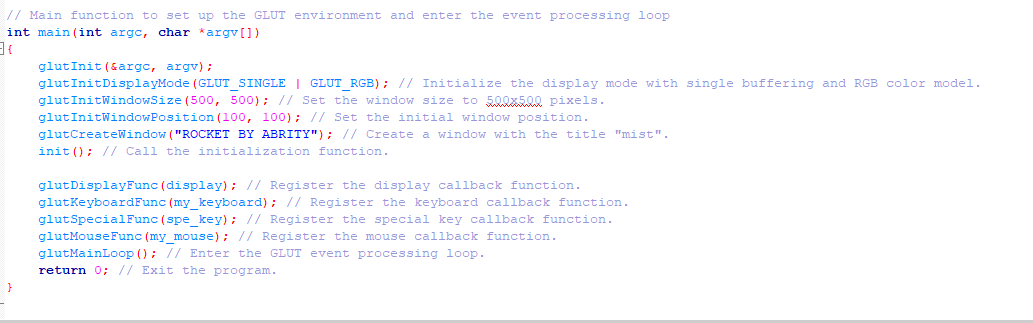 // Main function to set up the GLUT environment and enter the event processing loop
int main(int argc, char *argv[])
{
glutInit(&argc, argv);
glutInitDisplayMode(GLUT_SINGLE | GLUT_RGB); // Initialize the display mode with single buffering and RGB color model.
glutInitWindowSize(500, 500); // Set the window size to 500x500 pixels.
glutInitWindowPosition(100, 100); // Set the initial window position.
glutCreateWindow("ROCKET BY ABRITY"); // Create a window with the title "mist".
init(); // Call the initialization function.
glutDisplayFunc(display); // Register the display callback function.
glutKeyboardFunc(my_keyboard); // Register the keyboard callback function.
glutSpecialFunc(spe_key); // Register the special key callback function.
glutMouseFunc(my_mouse); // Register the mouse callback function.
glutMainLoop(); // Enter the GLUT event processing loop.
return 0; // Exit the program.
}